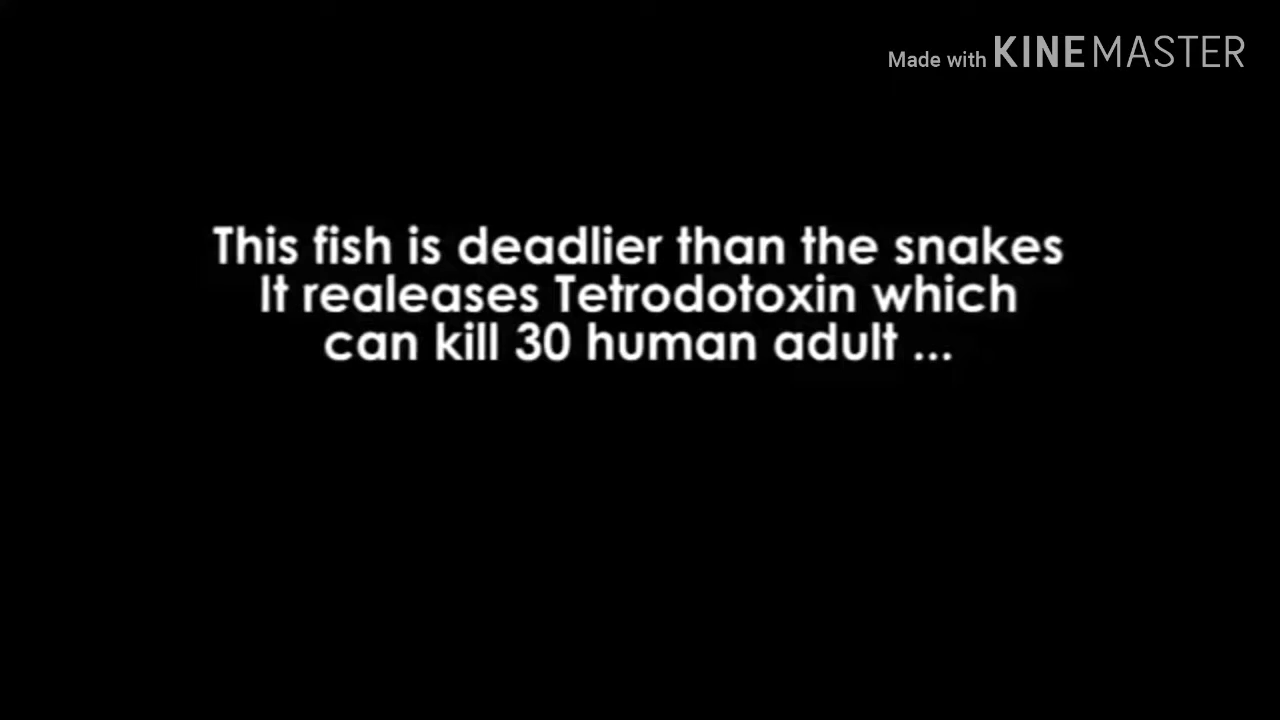 Made with KINEMASTER
This fish is deadlier than the snakes
It realeases Tetrodotoxin which
can kill 30 human adult ...